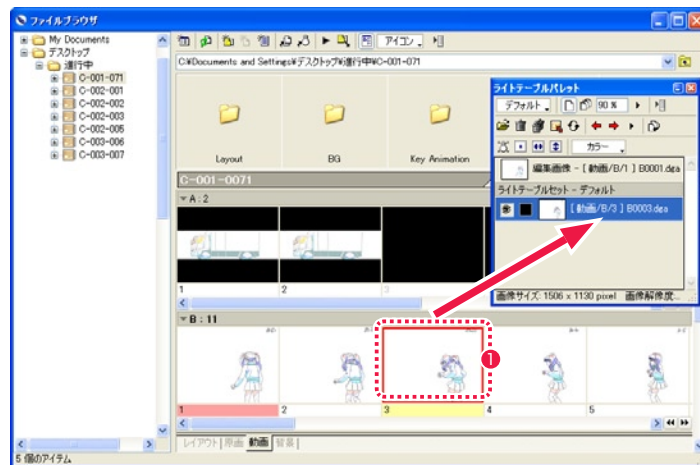 ファイルブラウザ
My Documents
デスクトップ
進行中
C-001-071
C-002-001
C-002-002
C-002-003
C-002-005
C-003-006
C-003-007
アイコン
C:¥Documents and Settings¥デスクトップ¥進行中¥C-001-071
Layout
BG
Key Animation
C-001-0071
A : 2
1
2
3
B : 11
1
2
3
4
5
レイアウト
原画
動画
背景
5 個のアイテム
ライトテーブルパレット
デフォルト
90 %
カラー
編集画像 - [ 動画/B/1 ] B0001.dga
ライトテーブルセット - デフォルト
[ 動画/B/3 ] B0003.dga
画像サイズ: 1506 x 1130 pixel 画像解像度...
1